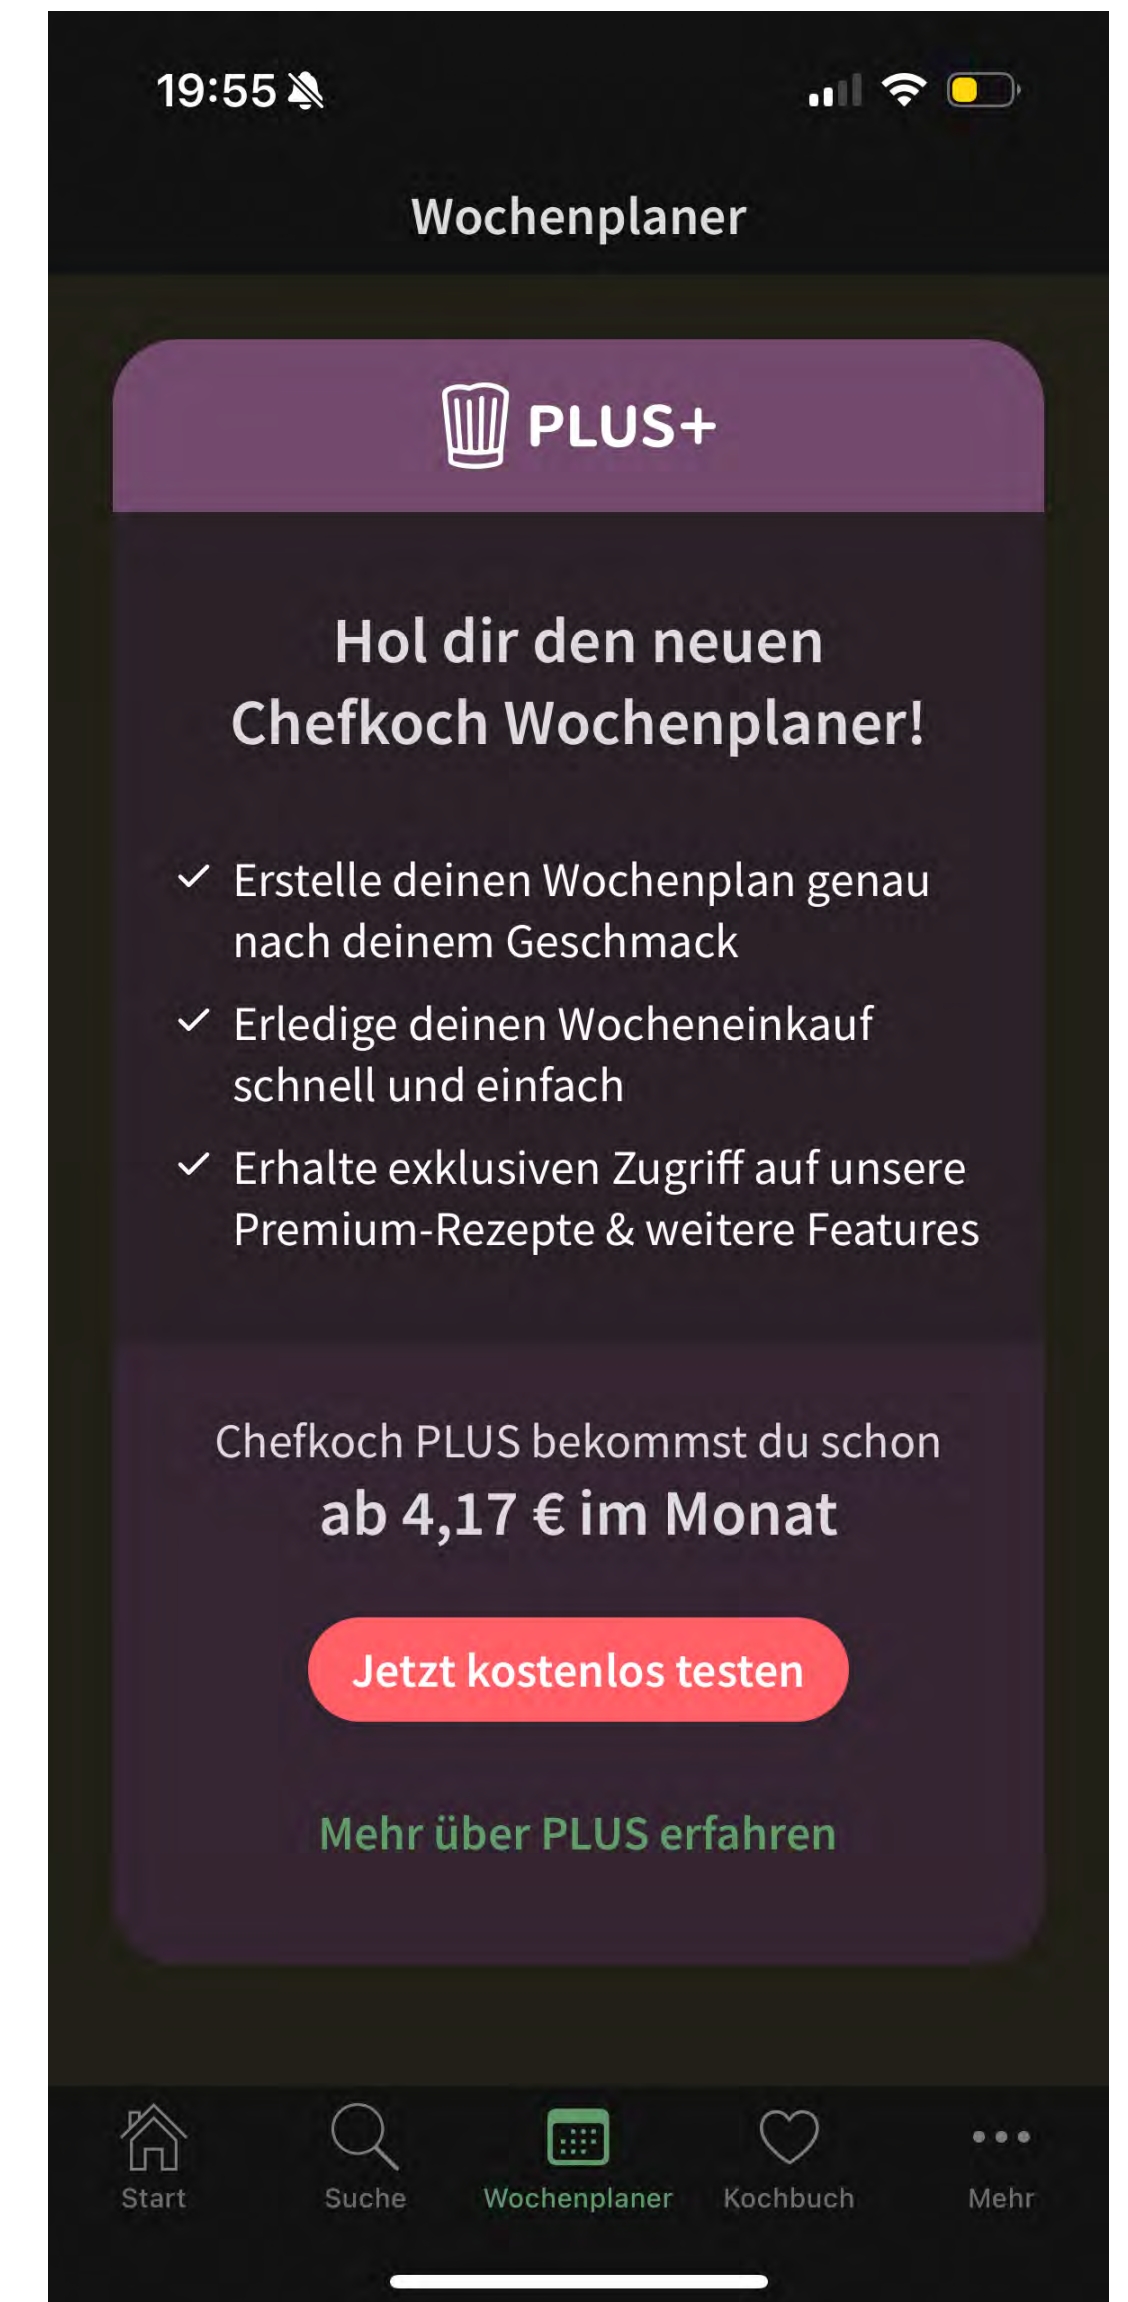 19:55
Wochenplaner
PLUS+
Hol dir den neuen
Chefkoch Wochenplaner!
Erstelle deinen Wochenplan genau
nach deinem Geschmack
Erledige deinen Wocheneinkauf
schnell und einfach
Erhalte exklusiven Zugriff auf unsere
Premium-Rezepte & weitere Features
Chefkoch PLUS bekommst du schon
ab 4,17 € im Monat
Jetzt kostenlos testen
Mehr über PLUS erfahren
Start Suche Wochenplaner Kochbuch Mehr